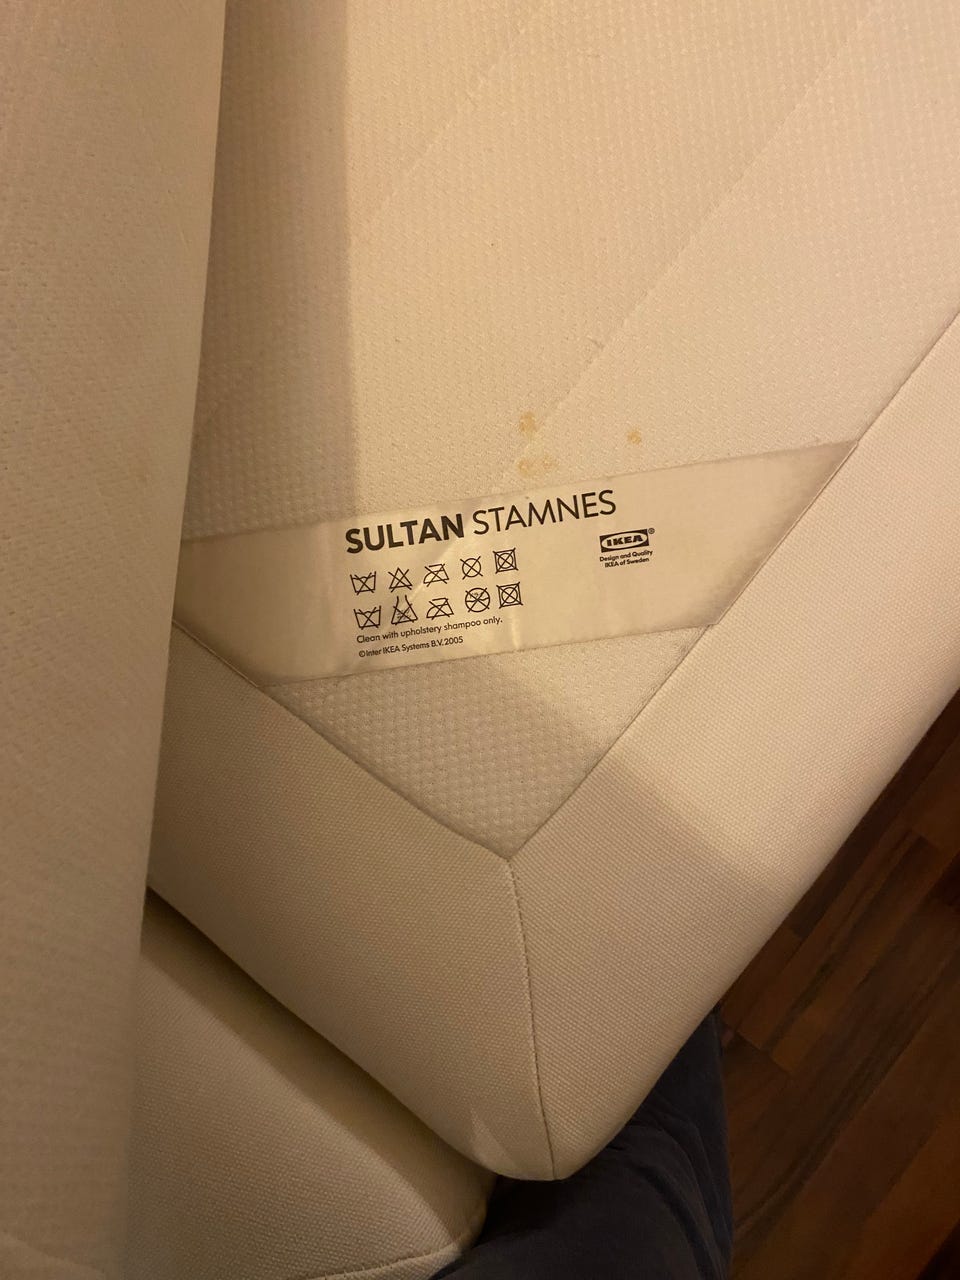 SULTAN STAMNES
IKEA®
Design and Quality
IKEA of Sweden
Clean with upholstery shampoo only.
©Inter IKEA Systems B.V. 2005